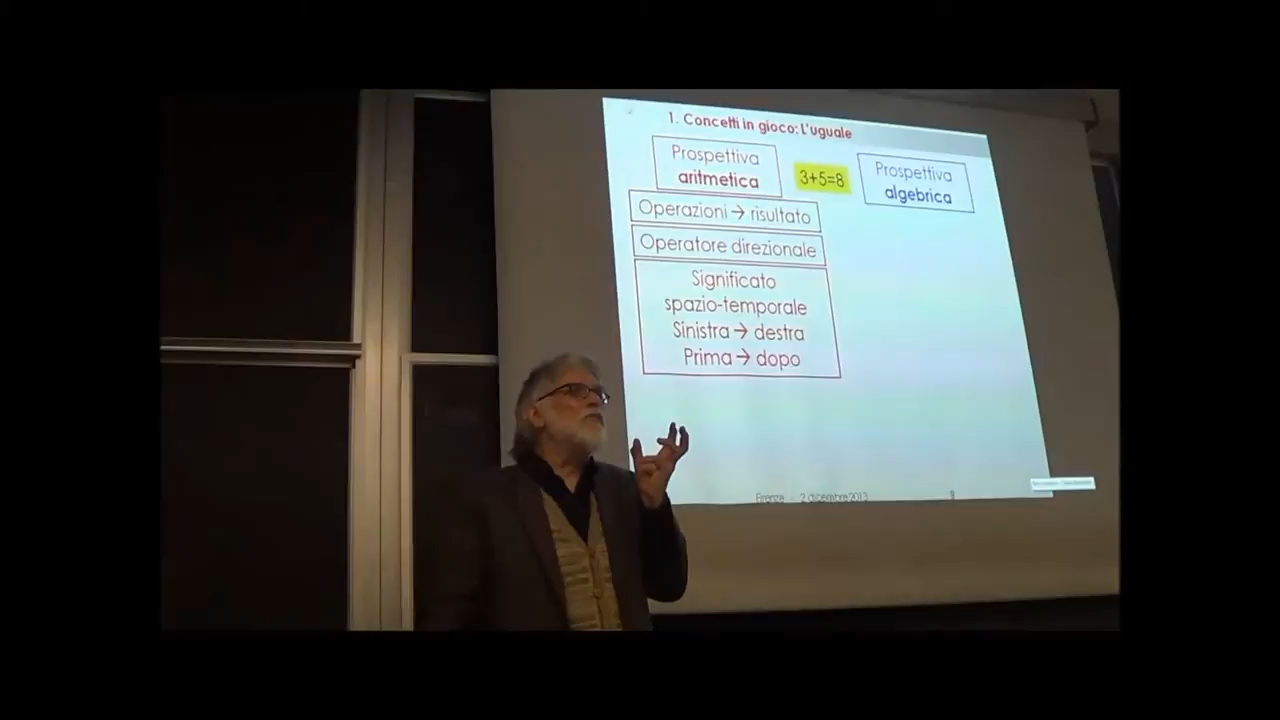 1. Concetti in gioco: L'uguale
Prospettiva
aritmetica
3+5=8
Prospettiva
algebrica
Operazioni → risultato
Operatore direzionale
Significato
spazio-temporale
Sinistra → destra
Prima → dopo
Firenze - 2 dicembre 2013